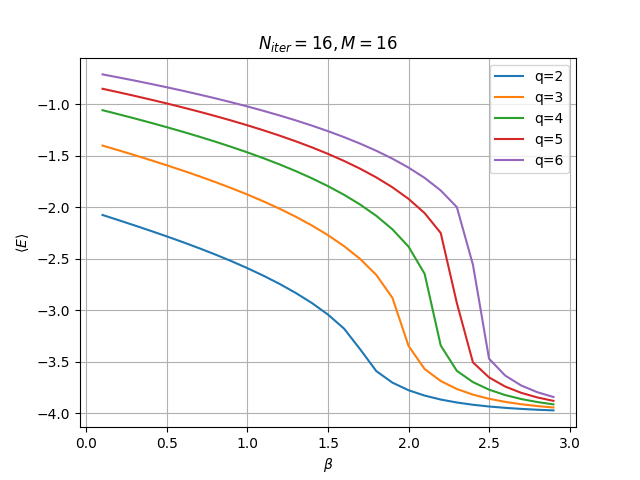 N_iter = 16, M = 16
q=2
q=3
q=4
q=5
q=6
⟨E⟩
−1.0
−1.5
−2.0
−2.5
−3.0
−3.5
−4.0
0.0 0.5 1.0 1.5 2.0 2.5 3.0
β